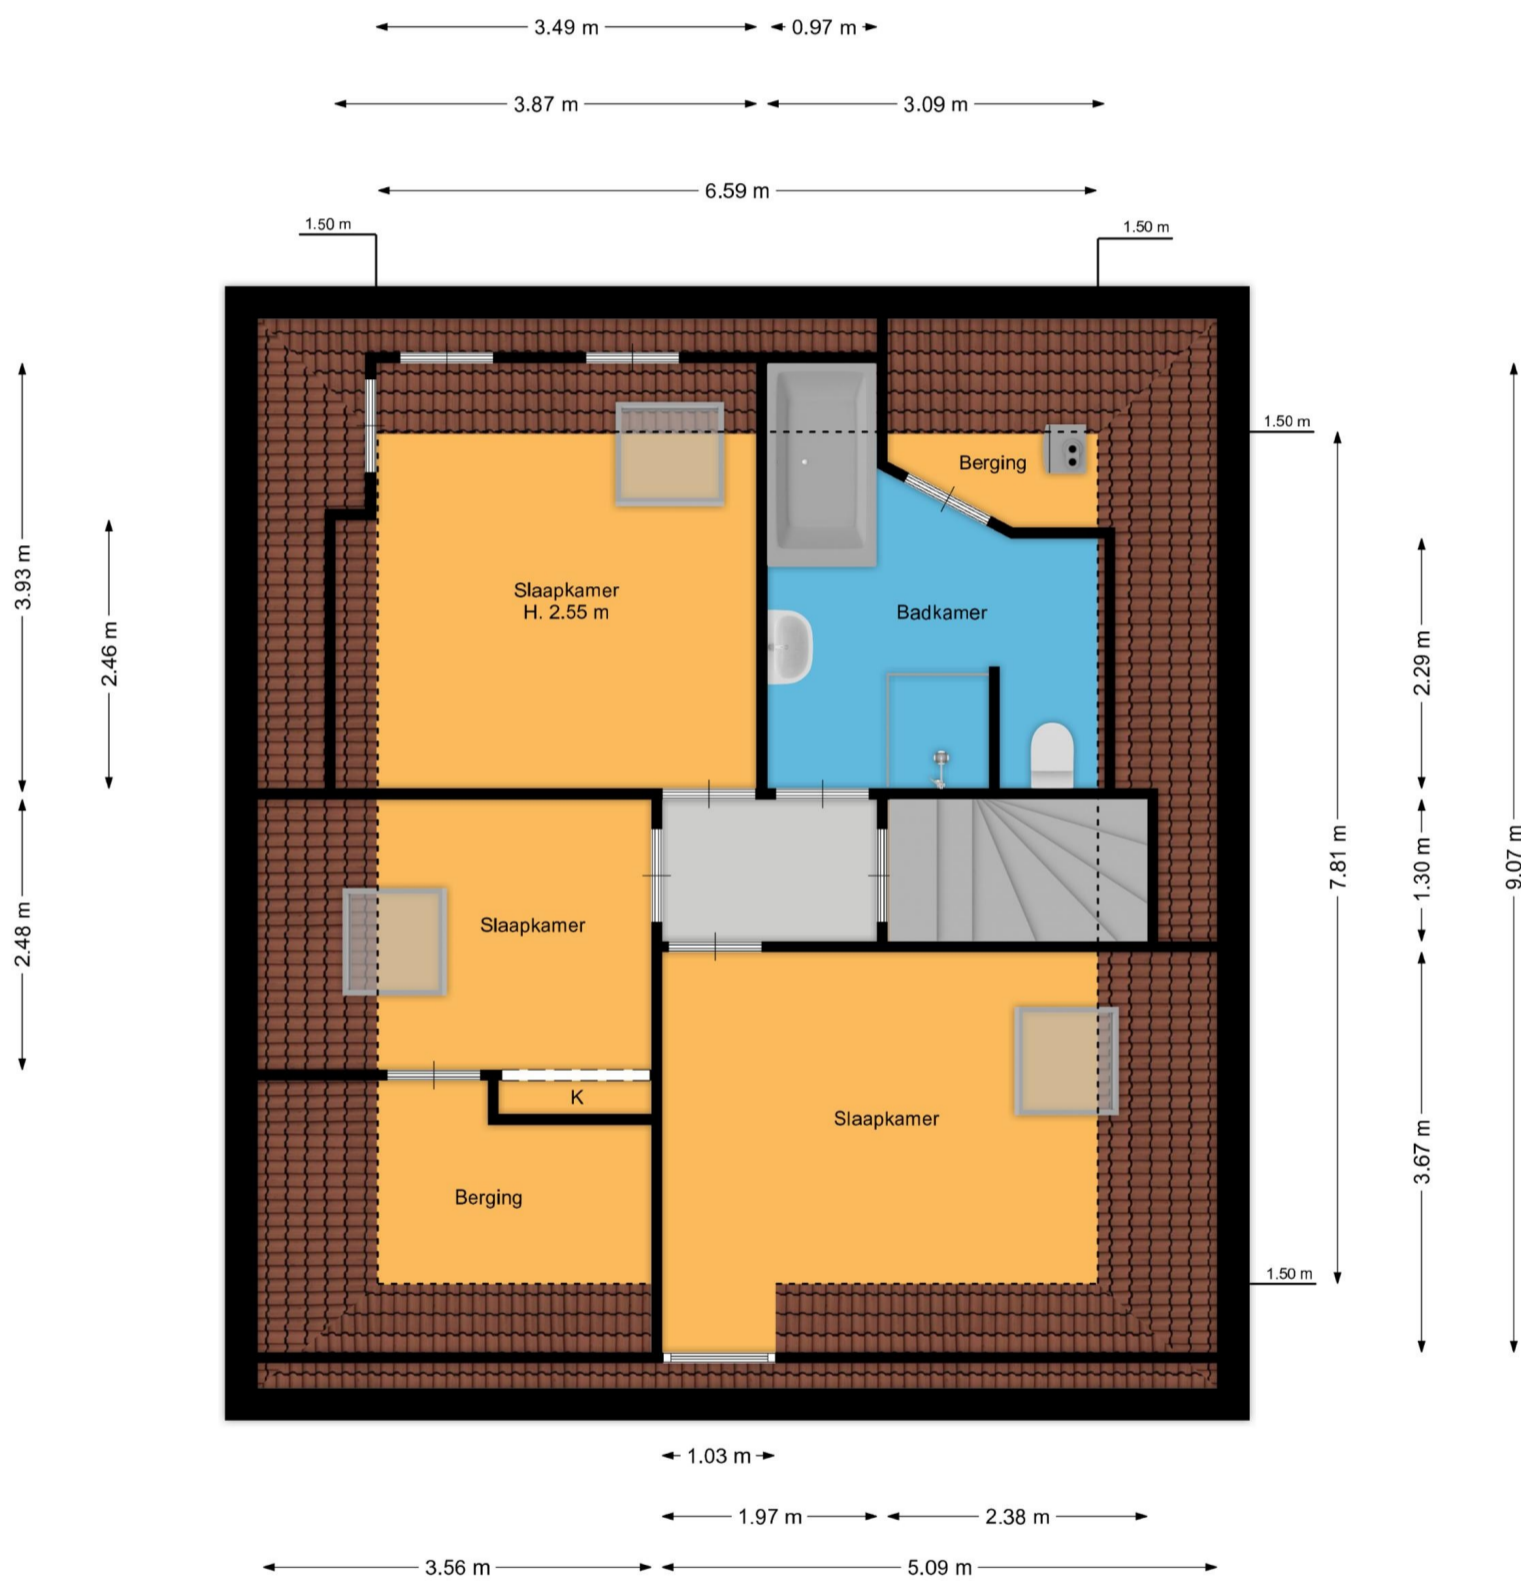 3.49 m
0.97 m
3.87 m
3.09 m
6.59 m
1.50 m
1.50 m
1.50 m
Berging
3.93 m
Slaapkamer
H. 2.55 m
Badkamer
2.46 m
2.29 m
7.81 m
1.30 m
9.07 m
2.48 m
Slaapkamer
K
Slaapkamer
3.67 m
Berging
1.50 m
1.03 m
1.97 m
2.38 m
3.56 m
5.09 m